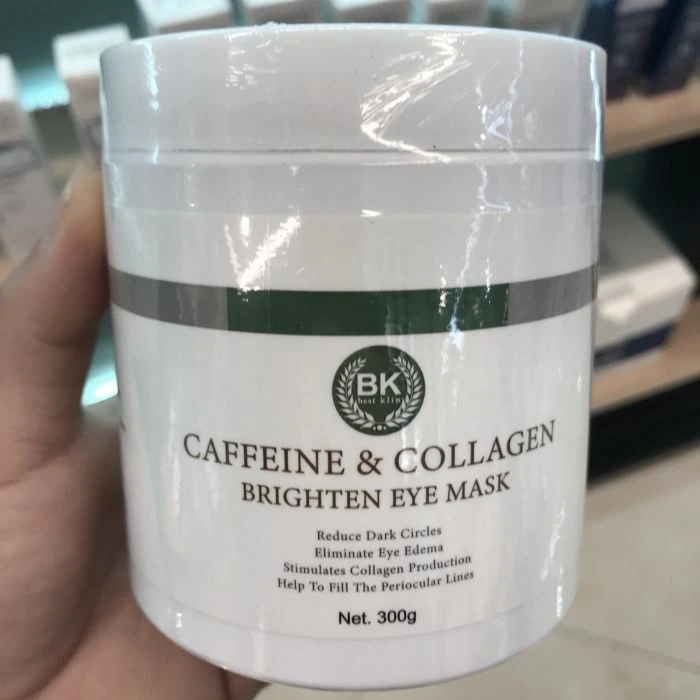 BK
best klin
CAFFEINE & COLLAGEN
BRIGHTEN EYE MASK
Reduce Dark Circles
Eliminate Eye Edema
Stimulates Collagen Production
Help To Fill The Periocular Lines
Net. 300g